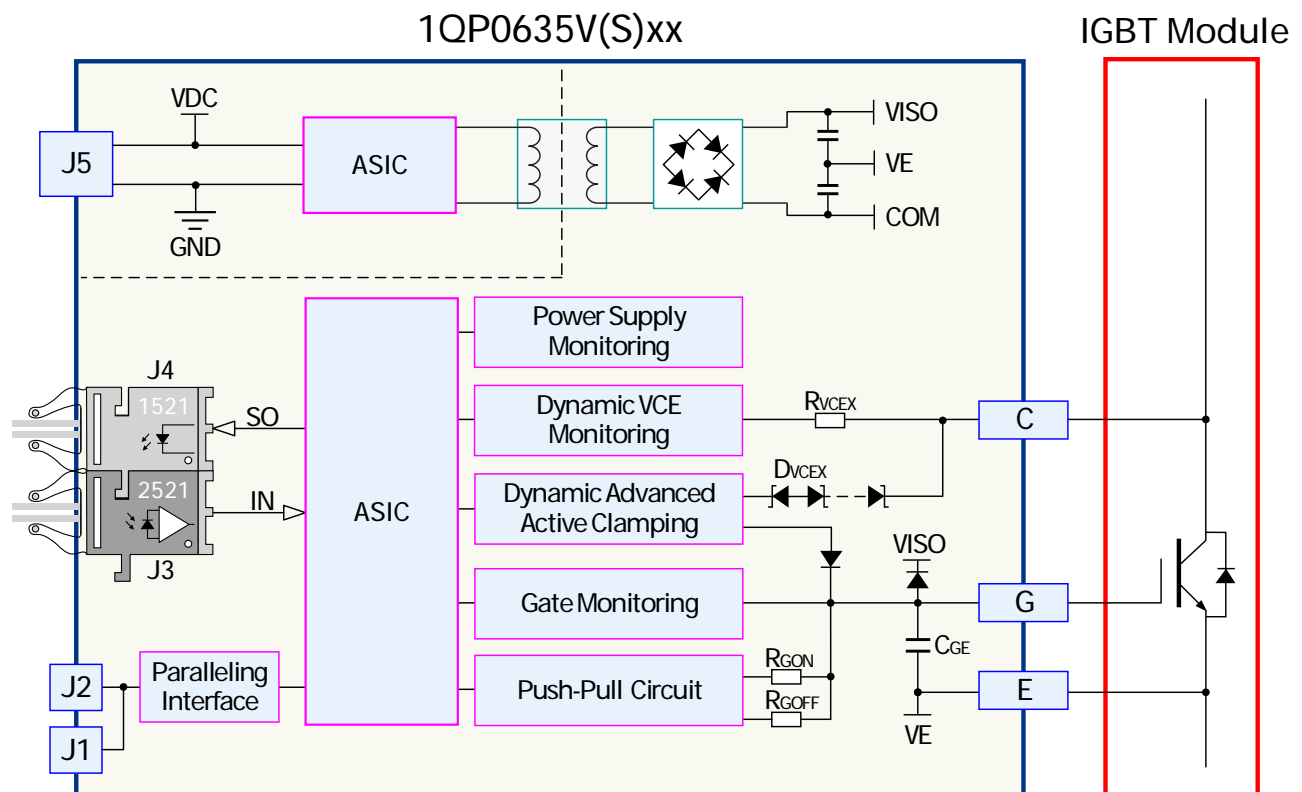 1QP0635V(S)xx
IGBT Module
VDC
J5
ASIC
GND
VISO
VE
COM
Power Supply
Monitoring
J4
1521
SO
Dynamic VCE
Monitoring
RVCEX
C
2521
IN
J3
ASIC
Dynamic Advanced
Active Clamping
DVCEX
VISO
Gate Monitoring
G
CGE
J2
Paralleling
Interface
J1
Push-Pull Circuit
RGON
RGOFF
E
VE